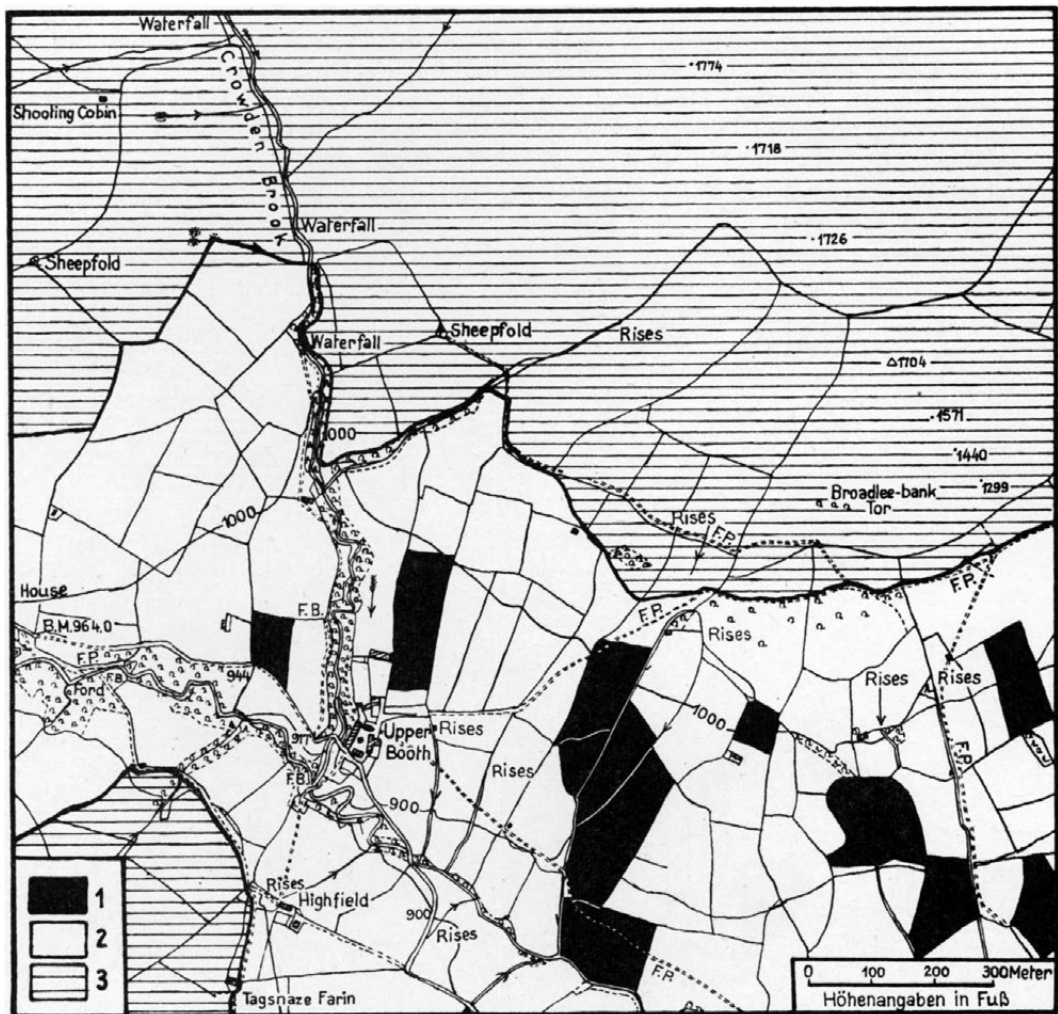 Waterfall
·1774
Shooting Cobin
Crowden Brook
·1718
Waterfall
·1726
Sheepfold
Sheepfold
Rises
Waterfall
△1704
·1571
1000
·1440
·1299
Broadlee-bank
Tor
1000
Rises
F.P.
House
F.P.
F.B.
B.M.964,0
Rises
F.P.
944
F.B.
Ford
Rises
Rises
1000
Upper
Booth
Rises
911
Rises
F.P.
F.B.
900
Rises
Highfield
900
Rises
F.P.
1
2
3
0 100 200 300 Meter
Höhenangaben in Fuß
Tagsnaze Farin